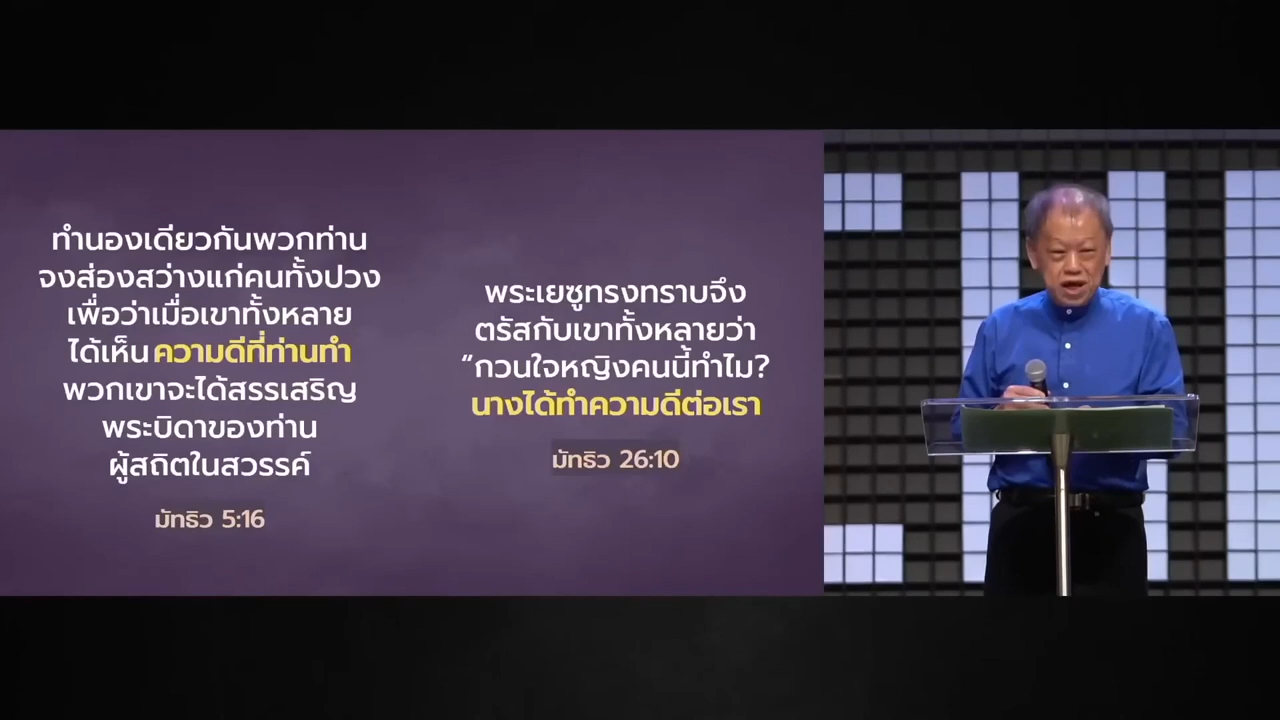 ทำนองเดียวกันพวกท่าน
จงส่องสว่างแก่คนทั้งปวง
เพื่อว่าเมื่อเขาทั้งหลาย
ได้เห็นความดีที่ท่านทำ
พวกเขาจะได้สรรเสริญ
พระบิดาของท่าน
ผู้สถิตในสวรรค์
มัทธิว 5:16
พระเยซูทรงทราบจึง
ตรัสกับเขาทั้งหลายว่า
“กวนใจหญิงคนนี้ทำไม?
นางได้ทำความดีต่อเรา
มัทธิว 26:10